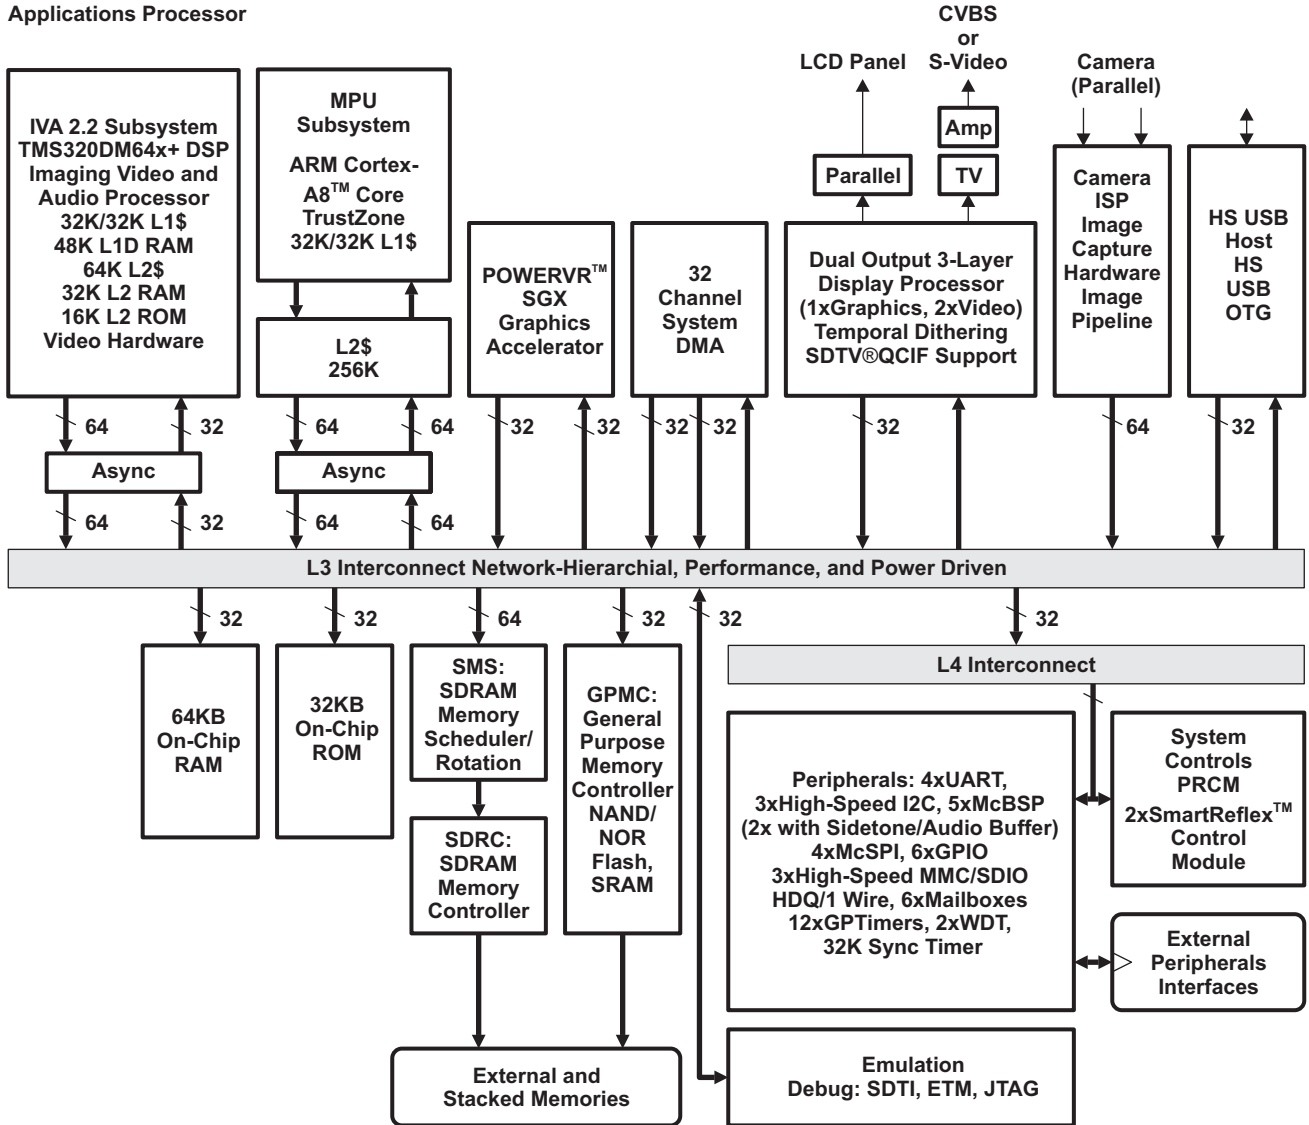 Applications Processor
CVBS
or
S-Video
LCD Panel
Camera
(Parallel)
Amp
Parallel
TV
IVA 2.2 Subsystem
TMS320DM64x+ DSP
Imaging Video and
Audio Processor
32K/32K L1$
48K L1D RAM
64K L2$
32K L2 RAM
16K L2 ROM
Video Hardware
MPU
Subsystem
ARM Cortex-
A8™ Core
TrustZone
32K/32K L1$
L2$
256K
POWERVR™
SGX
Graphics
Accelerator
32
Channel
System
DMA
Dual Output 3-Layer
Display Processor
(1xGraphics, 2xVideo)
Temporal Dithering
SDTV®QCIF Support
Camera
ISP
Image
Capture
Hardware
Image
Pipeline
HS USB
Host
HS
USB
OTG
64
32
64
64
32
32
32
32
32
64
32
Async
Async
64
32
64
64
L3 Interconnect Network-Hierarchial, Performance, and Power Driven
32
32
64
32
32
32
64KB
On-Chip
RAM
32KB
On-Chip
ROM
SMS:
SDRAM
Memory
Scheduler/
Rotation
SDRC:
SDRAM
Memory
Controller
GPMC:
General
Purpose
Memory
Controller
NAND/
NOR
Flash,
SRAM
L4 Interconnect
Peripherals: 4xUART,
3xHigh-Speed I2C, 5xMcBSP
(2x with Sidetone/Audio Buffer)
4xMcSPI, 6xGPIO
3xHigh-Speed MMC/SDIO
HDQ/1 Wire, 6xMailboxes
12xGPTimers, 2xWDT,
32K Sync Timer
System
Controls
PRCM
2xSmartReflex™
Control
Module
External
Peripherals
Interfaces
External and
Stacked Memories
Emulation
Debug: SDTI, ETM, JTAG